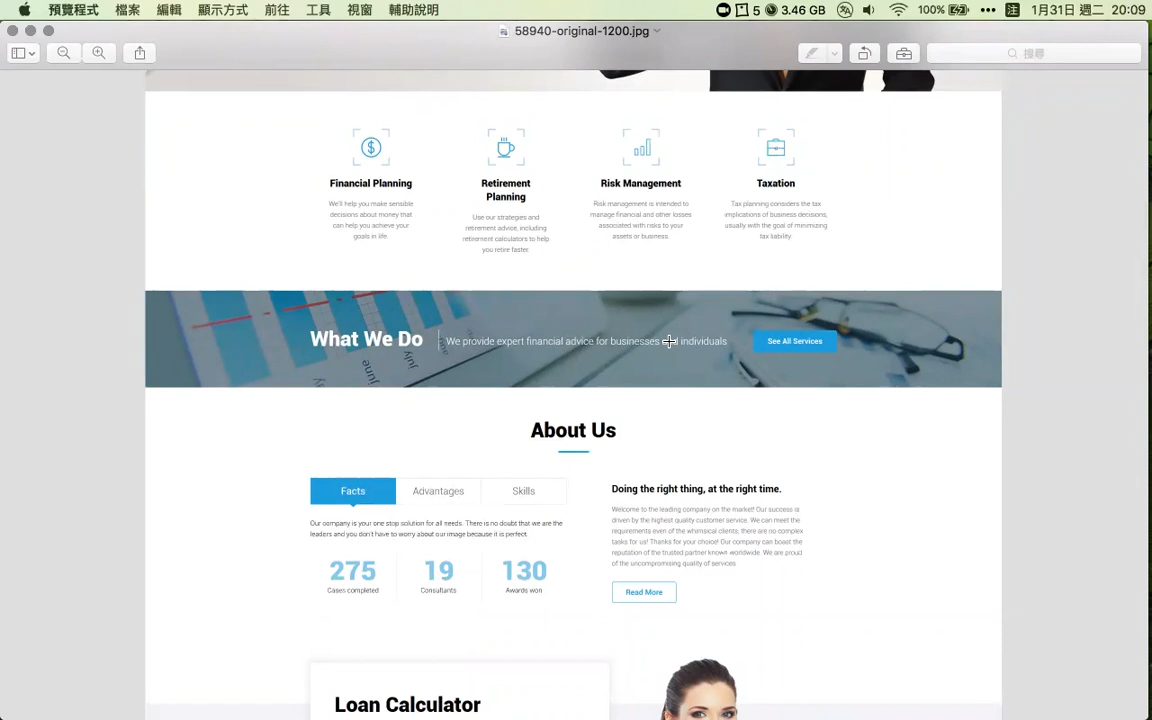 預覽程式 檔案 編輯 顯示方式 前往 工具 視窗 輔助說明 5 3.46 GB 100% 注 1月31日 週二 20:09
58940-original-1200.jpg
搜尋
Financial Planning
We'll help you make sensible
decisions about money that
can help you achieve your
goals in life.
Retirement
Planning
Use our strategies and
retirement advice, including
retirement calculators to help
you retire faster.
Risk Management
Risk management is intended to
manage financial and other losses
associated with risks to your
assets or business.
Taxation
Tax planning considers the tax
implications of business decisions,
usually with the goal of minimizing
tax liability.
june
july
What We Do
We provide expert financial advice for businesses and individuals
See All Services
About Us
Facts Advantages Skills
Our company is your one stop solution for all needs. There is no doubt that we are the
leaders and you don't have to worry about our image because it is perfect.
275 19 130
Cases completed Consultants Awards won
Doing the right thing, at the right time.
Welcome to the leading company on the market! Our success is
driven by the highest quality customer service. We can meet the
requirements even of the whimsical clients, there are no complex
tasks for us! Thanks for your choice! Our company can boast the
reputation of the trusted partner known worldwide. We are proud
of the uncompromising quality of services.
Read More
Loan Calculator